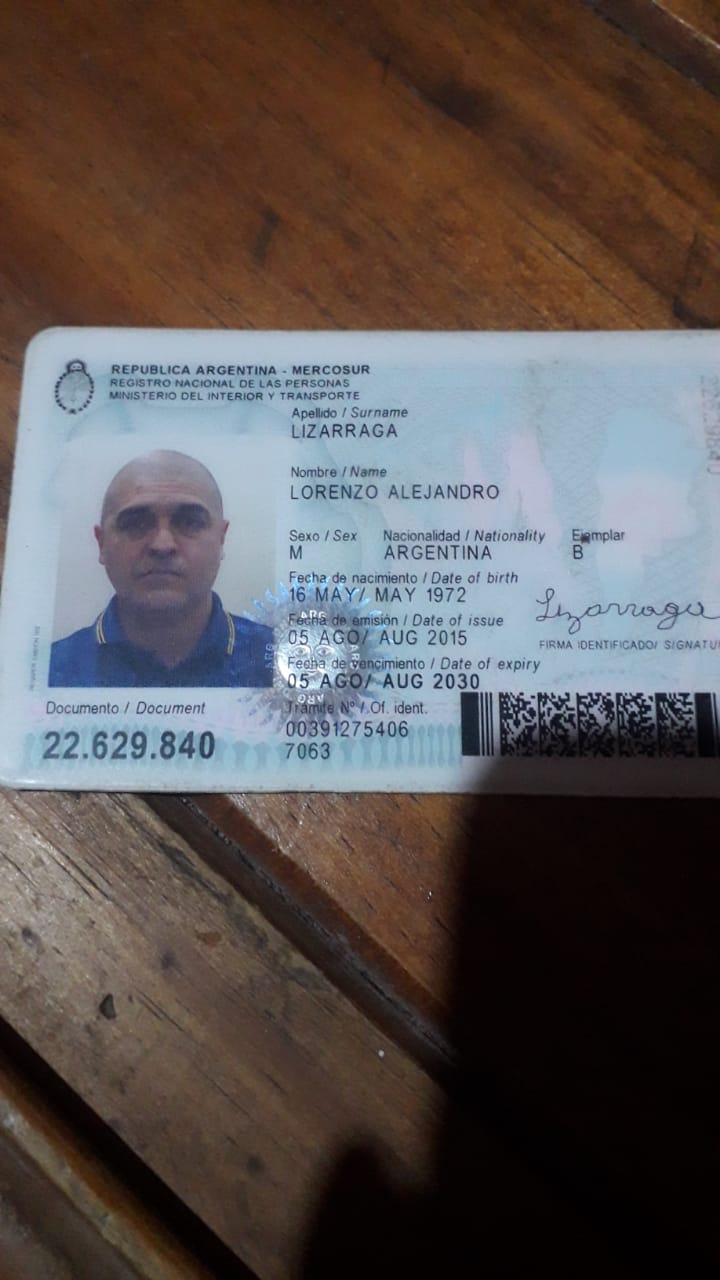 REPUBLICA ARGENTINA - MERCOSUR
REGISTRO NACIONAL DE LAS PERSONAS
MINISTERIO DEL INTERIOR Y TRANSPORTE
Apellido / Surname
LIZARRAGA
Nombre / Name
LORENZO ALEJANDRO
Sexo / Sex Nacionalidad / Nationality Ejemplar
M ARGENTINA B
Fecha de nacimiento / Date of birth
16 MAY/ MAY 1972
Fecha de emisión / Date of issue
05 AGO/ AUG 2015
Fecha de vencimiento / Date of expiry
05 AGO/ AUG 2030
Lizarraga
FIRMA IDENTIFICADO/ SIGNATU
Documento / Document
22.629.840
Trámite Nº / Of. ident.
00391275406
7063